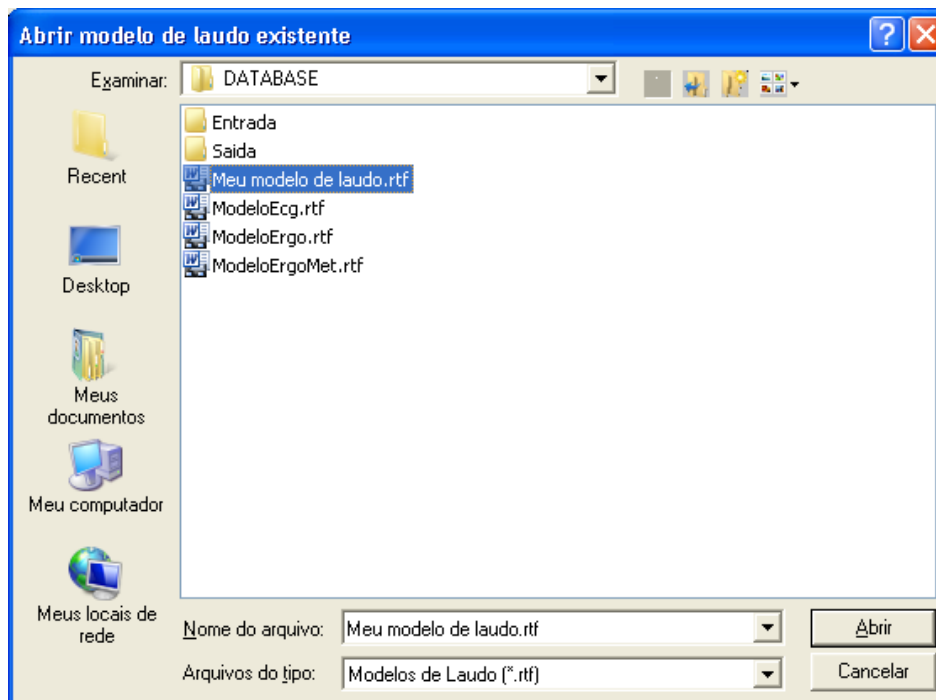 Abrir modelo de laudo existente
Examinar:
DATABASE
Recent
Desktop
Meus
documentos
Meu computador
Meus locais de
rede
Entrada
Saida
Meu modelo de laudo.rtf
ModeloEcg.rtf
ModeloErgo.rtf
ModeloErgoMet.rtf
Nome do arquivo:
Meu modelo de laudo.rtf
Abrir
Arquivos do tipo:
Modelos de Laudo (*.rtf)
Cancelar